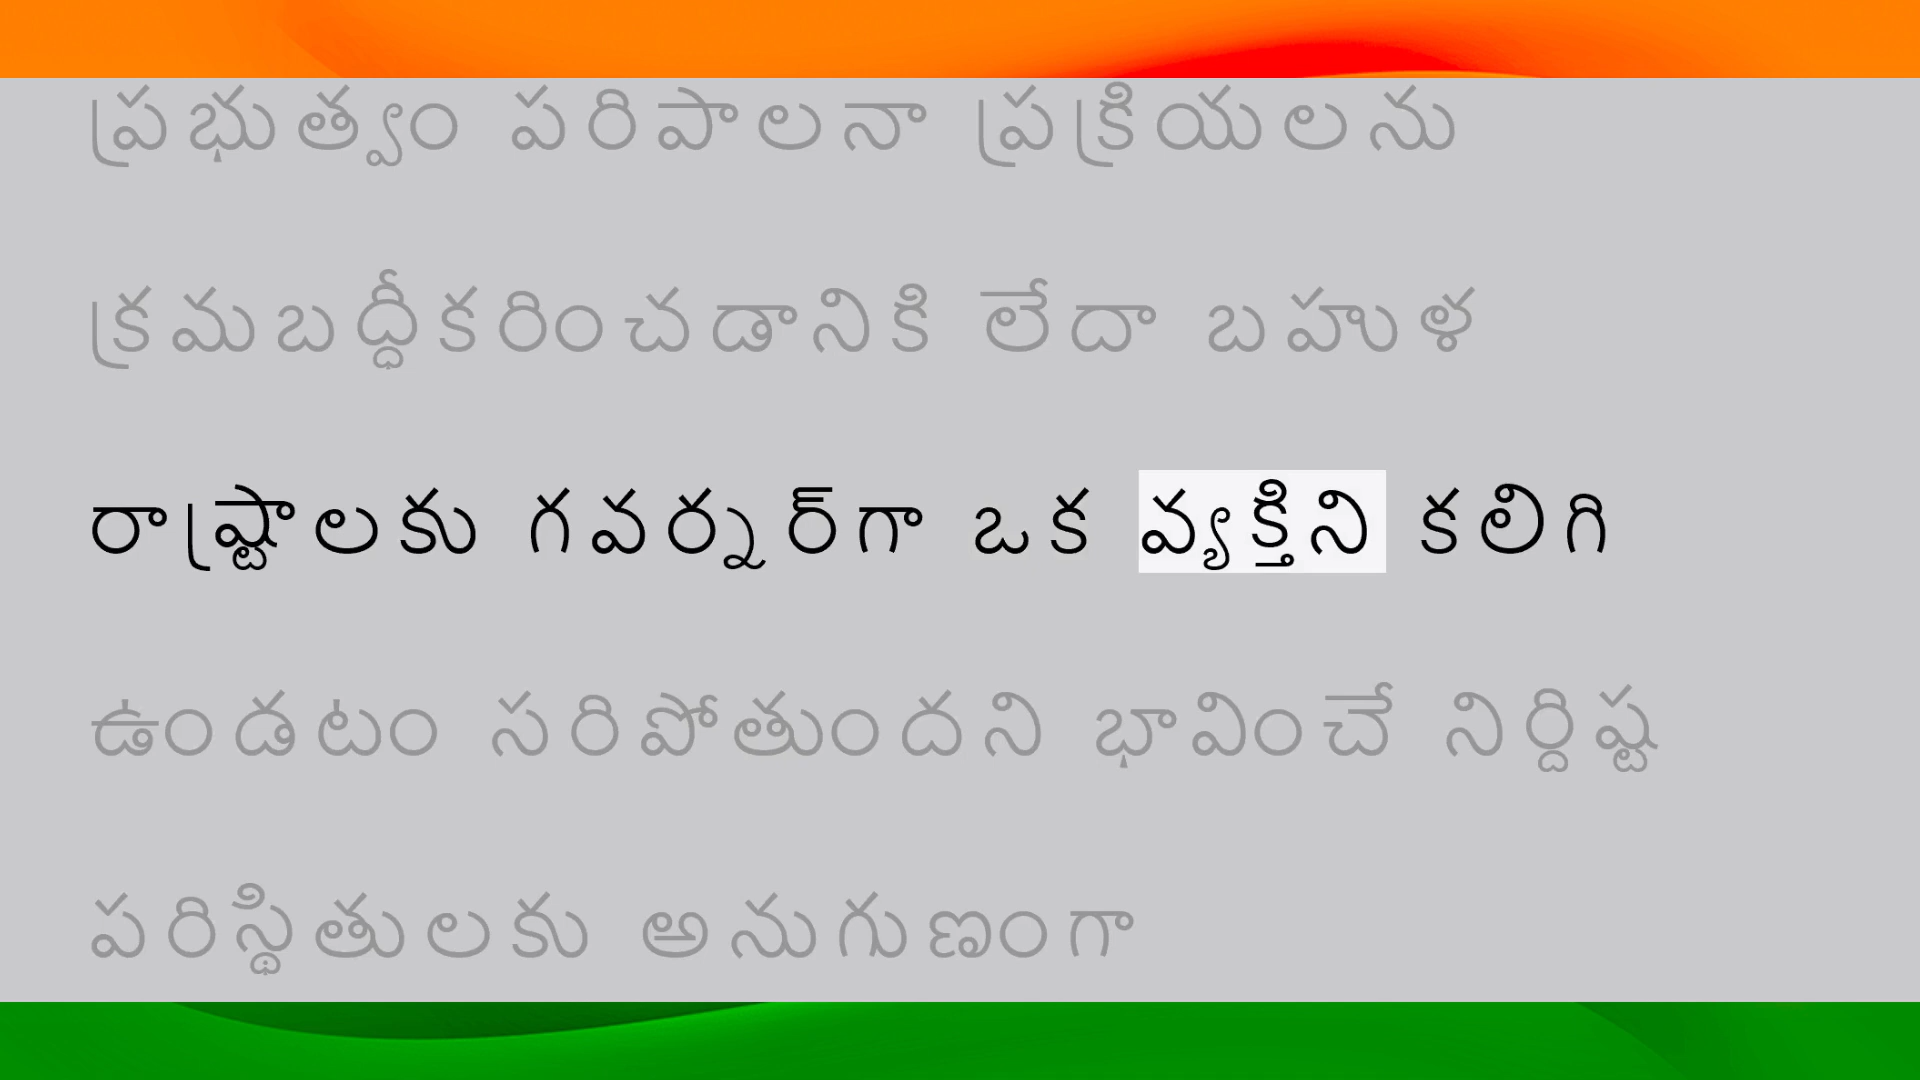 ప్రభుత్వం పరిపాలనా ప్రక్రియలను
క్రమబద్ధీకరించడానికి లేదా బహుళ
రాష్ట్రాలకు గవర్నర్‌గా ఒక వ్యక్తిని కలిగి
ఉండటం సరిపోతుందని భావించే నిర్దిష్ట
పరిస్థితులకు అనుగుణంగా